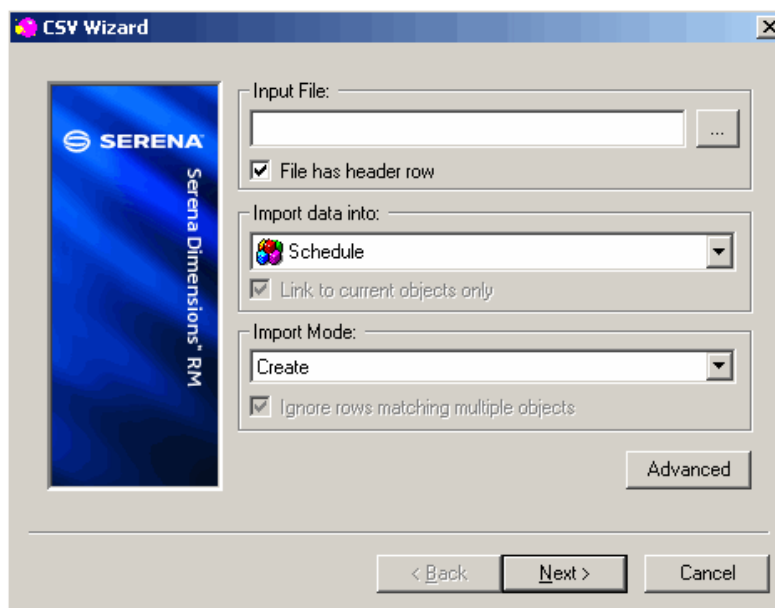 CSV Wizard
SERENA™
Serena Dimensions® RM
Input File:
...
File has header row
Import data into:
Schedule
Link to current objects only
Import Mode:
Create
Ignore rows matching multiple objects
Advanced
< Back
Next >
Cancel